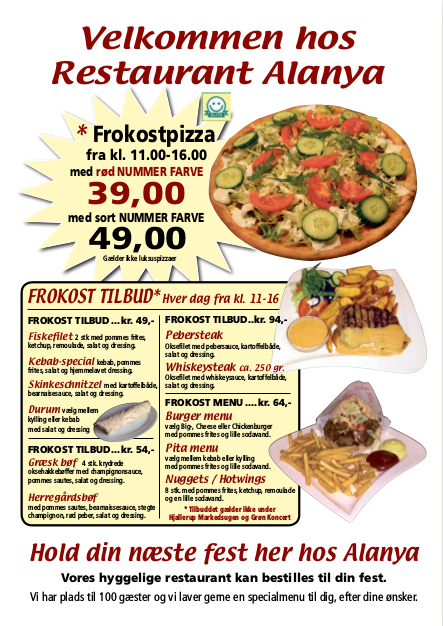 Velkommen hos
Restaurant Alanya
* Frokostpizza
fra kl. 11.00-16.00
med rød NUMMER FARVE
39,00
med sort NUMMER FARVE
49,00
Gælder ikke luksuspizzaer
FROKOST TILBUD* Hver dag fra kl. 11-16
FROKOST TILBUD ...kr. 49,-
Fiskefilet 2 stk med pommes frites,
ketchup, remoulade, salat og dressing.
Kebab-special kebab, pommes
frites, salat og hjemmelavet dressing.
Skinkeschnitzel med kartoffelbåde,
bearnaisesauce, salat og dressing.
Durum vælg mellem
kylling eller kebab
med salat og dressing
FROKOST TILBUD ...kr. 54,-
Græsk bøf 4 stk. krydrede
oksehakkebøffer med champignonsauce,
pommes sautes, salat og dressing.
Herregårdsbøf
med pommes sautes, bearnaissesauce, stegte
champignon, rød peber, salat og dressing.
FROKOST TILBUD..kr. 94,-
Pebersteak
Oksefilet med pebersauce, kartoffelbåde,
salat og dressing.
Whiskeysteak ca. 250 gr.
Oksefilet med whiskeysauce, kartoffelbåde,
salat og dressing.
FROKOST MENU ....kr. 64,-
Burger menu
vælg Big-, Cheese eller Chickenburger
med pommes frites og en lille sodavand.
Pita menu
vælg mellem kebab eller kylling
med pommes frites og en lille sodavand.
Nuggets / Hotwings
8 stk. med pommes frites, ketchup, remoulade
og en lille sodavand.
* Tilbuddet gælder ikke under
Hjallerup Markedsugen og Grøn Koncert
Hold din næste fest her hos Alanya
Vores hyggelige restaurant kan bestilles til din fest.
Vi har plads til 100 gæster og vi laver gerne en specialmenu til dig, efter dine ønsker.